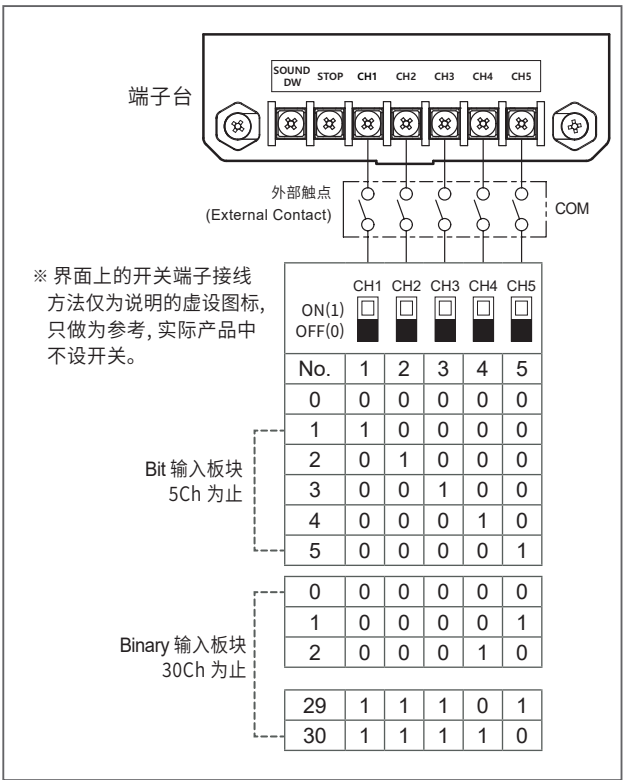 SOUND DW STOP CH1 CH2 CH3 CH4 CH5
端子台
外部触点
(External Contact)
COM
※ 界面上的开关端子接线
方法仅为说明的虚设图标,
只做为参考, 实际产品中
不设开关。
CH1 CH2 CH3 CH4 CH5
ON(1)
OFF(0)
No. 1 2 3 4 5
0 0 0 0 0 0
1 1 0 0 0 0
2 0 1 0 0 0
3 0 0 1 0 0
4 0 0 0 1 0
5 0 0 0 0 1
Bit 输入板块
5Ch 为止
0 0 0 0 0 0
1 0 0 0 0 1
2 0 0 0 1 0
29 1 1 1 0 1
30 1 1 1 1 0
Binary 输入板块
30Ch 为止